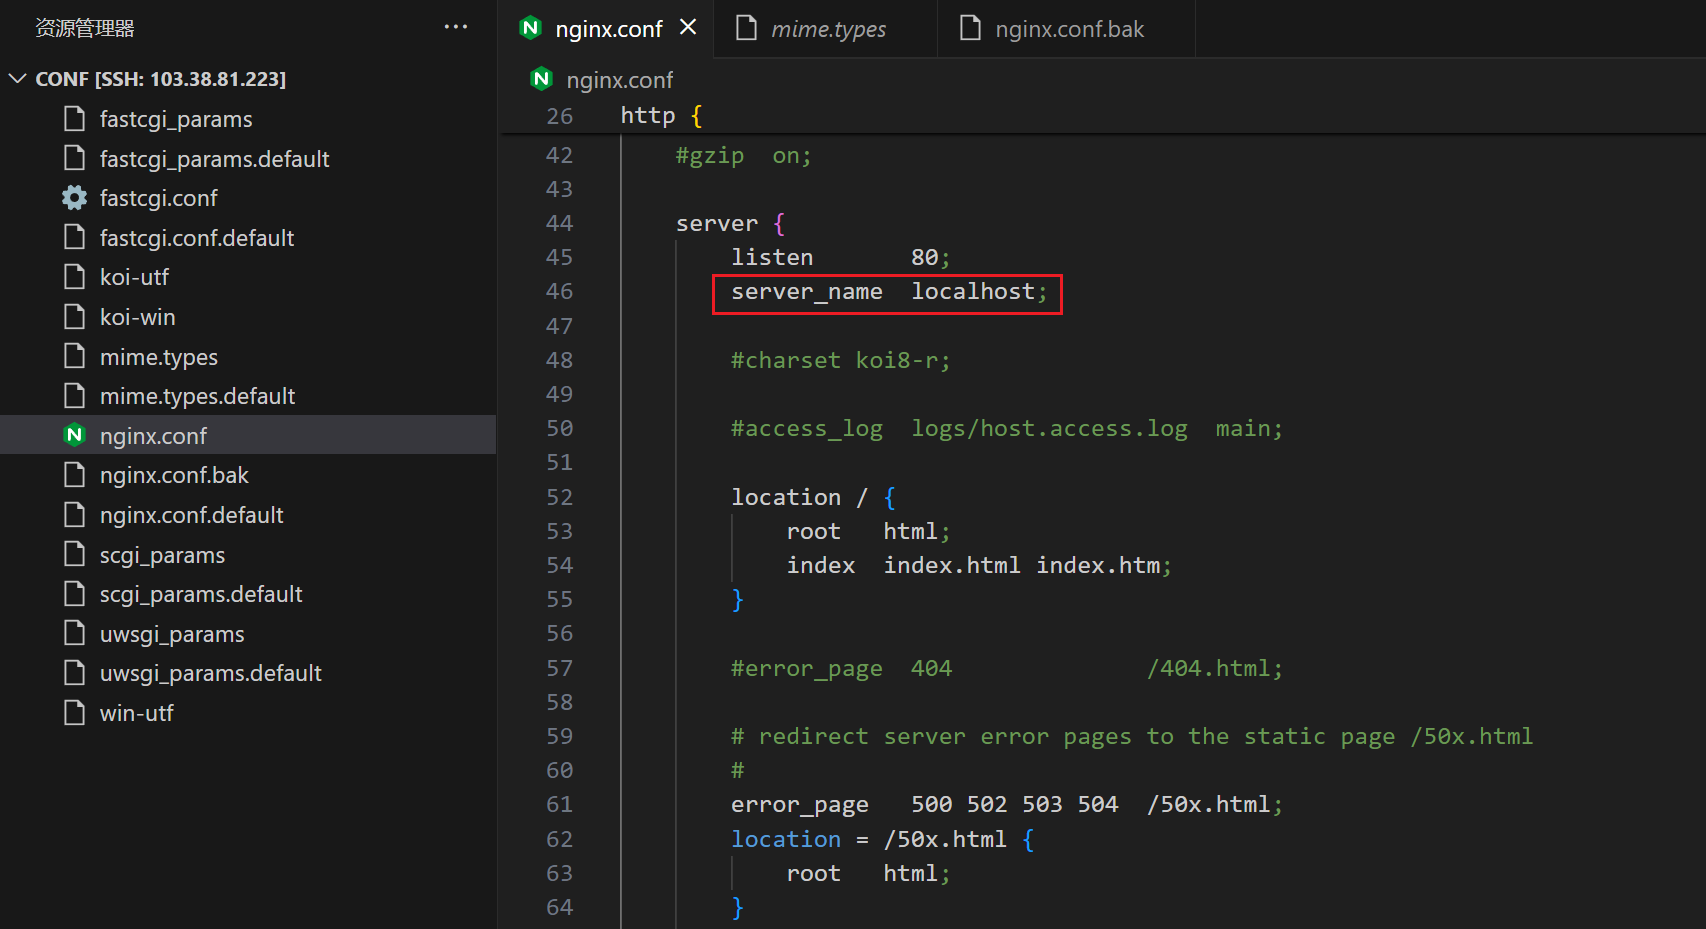 资源管理器
CONF [SSH: 103.38.81.223]
fastcgi_params
fastcgi_params.default
fastcgi.conf
fastcgi.conf.default
koi-utf
koi-win
mime.types
mime.types.default
nginx.conf
nginx.conf.bak
nginx.conf.default
scgi_params
scgi_params.default
uwsgi_params
uwsgi_params.default
win-utf
nginx.conf mime.types nginx.conf.bak
nginx.conf
26 http {
42 #gzip on;
43
44 server {
45 listen 80;
46 server_name localhost;
47
48 #charset koi8-r;
49
50 #access_log logs/host.access.log main;
51
52 location / {
53 root html;
54 index index.html index.htm;
55 }
56
57 #error_page 404 /404.html;
58
59 # redirect server error pages to the static page /50x.html
60 #
61 error_page 500 502 503 504 /50x.html;
62 location = /50x.html {
63 root html;
64 }